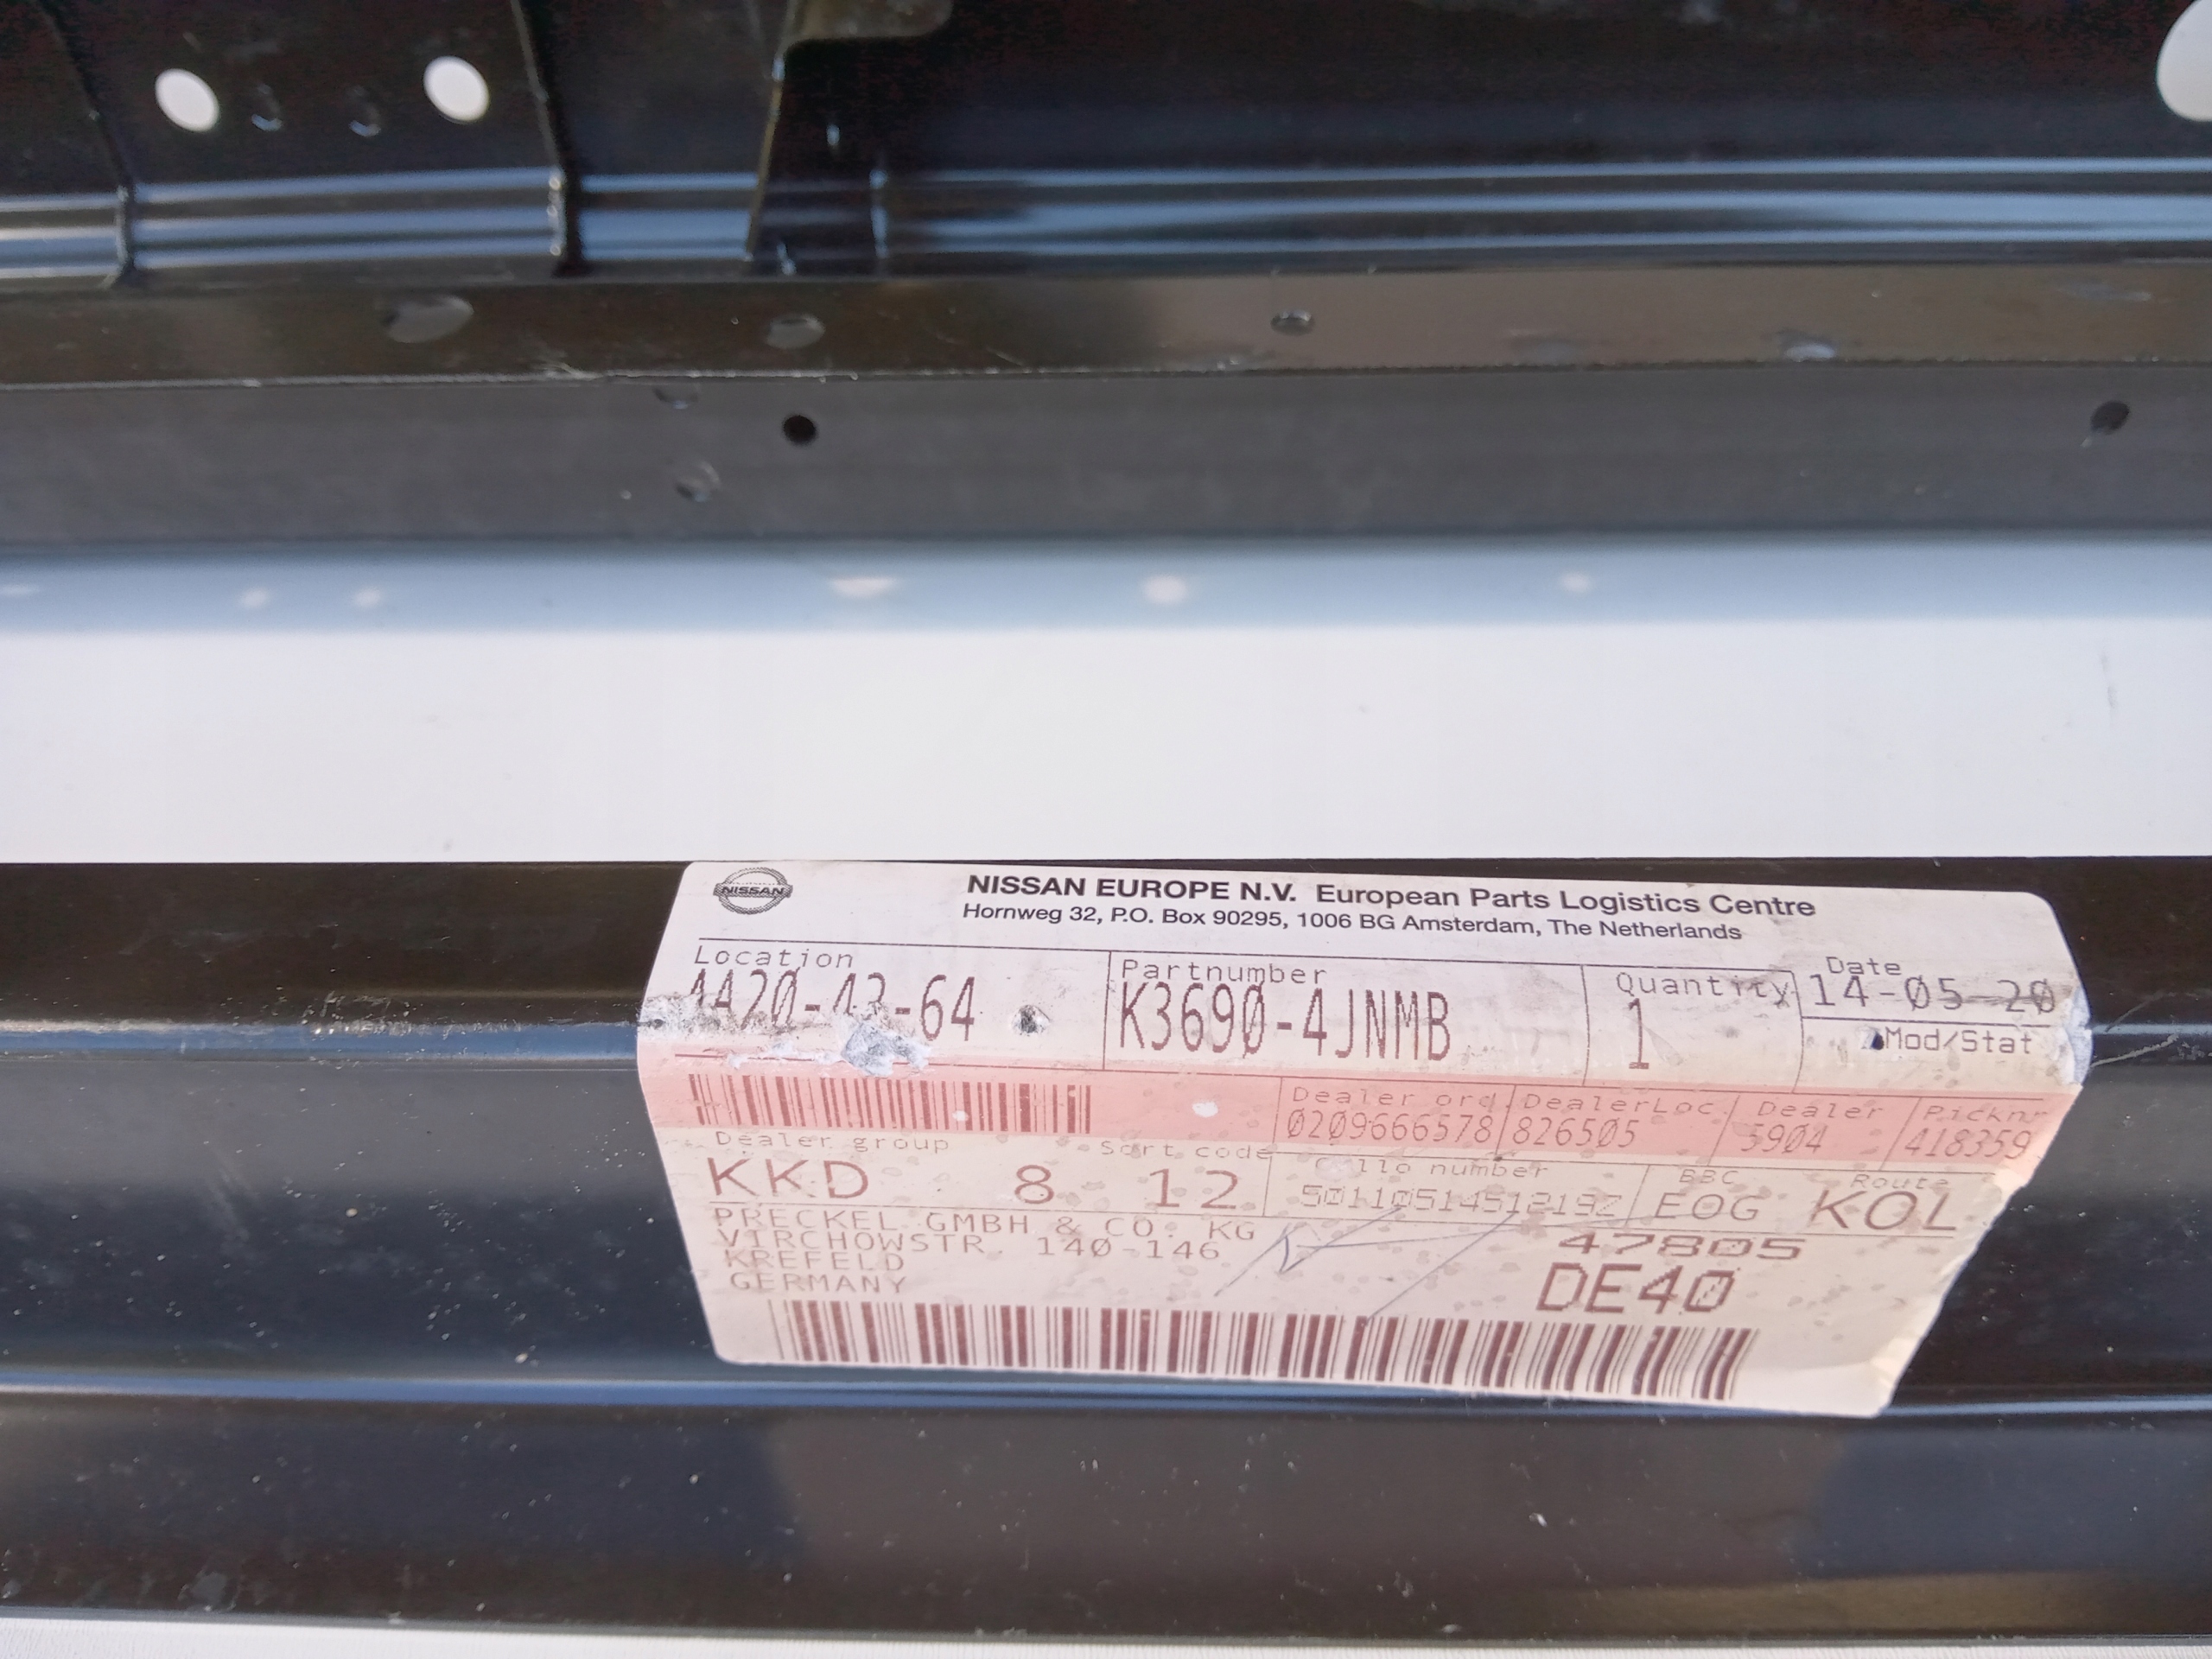 NISSAN
NISSAN EUROPE N.V. European Parts Logistics Centre
Hornweg 32, P.O. Box 90295, 1006 BG Amsterdam, The Netherlands
Location Partnumber Quantity Date
K3690-4JNMB 1 14-05-20
Mod/Stat
Dealer ord. DealerLoc. Dealer Picknr
0209666578 826505 5904 418359
Dealer group Sort code number BBC Route
KKD 8 12 EOG KOL
PRECKEL GMBH & CO. KG
VIRCHOWSTR. 140-146 47805
KREFELD
GERMANY DE40